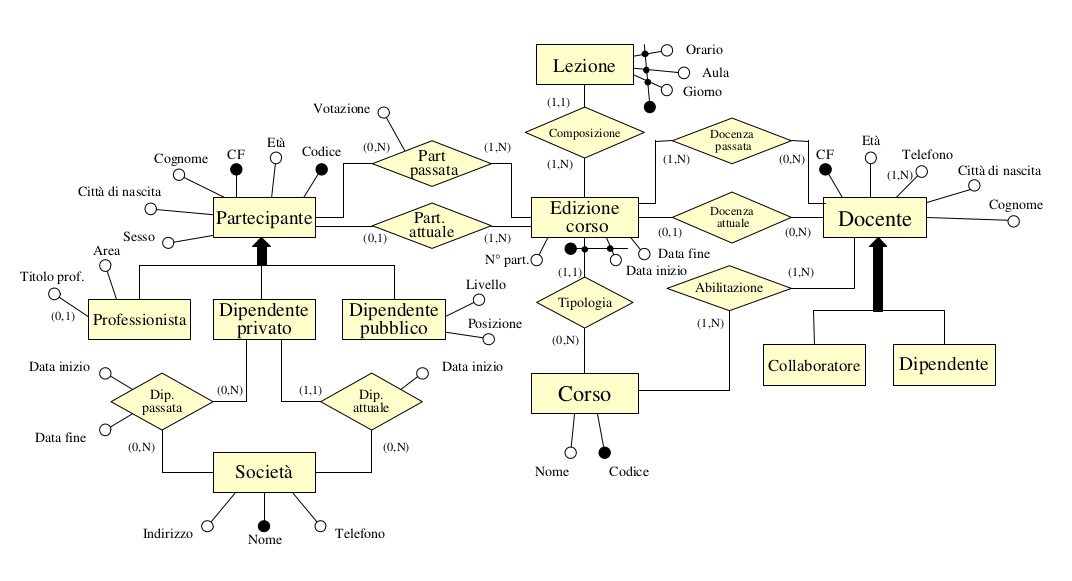 Orario
Lezione
Aula
Giorno
Votazione
(1,1)
Composizione
Docenza
passata
(0,N)
(1,N)
Part
passata
(1,N)
(1,N)
(0,N)
Età
CF
Codice
Cognome
Città di nascita
Età
CF
Telefono
(1,N)
Città di nascita
Cognome
Partecipante
Edizione
corso
Docenza
attuale
Docente
Part.
attuale
(0,1)
(1,N)
(0,1)
(0,N)
Sesso
Area
Titolo prof.
(0,1)
N° part.
Data fine
Data inizio
(1,1)
(1,N)
Abilitazione
Tipologia
(1,N)
(0,N)
Livello
Posizione
Professionista
Dipendente
privato
Dipendente
pubblico
Collaboratore
Dipendente
Data inizio
Data inizio
Dip.
passata
(0,N)
(1,1)
Dip.
attuale
Corso
Data fine
(0,N)
(0,N)
Società
Nome
Codice
Indirizzo
Nome
Telefono